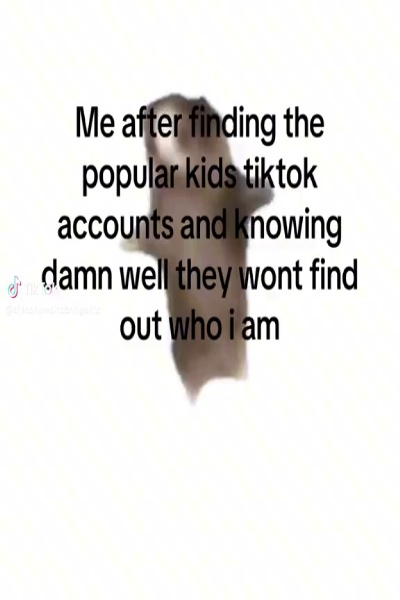 Me after finding the
popular kids tiktok
accounts and knowing
damn well they wont find
out who i am